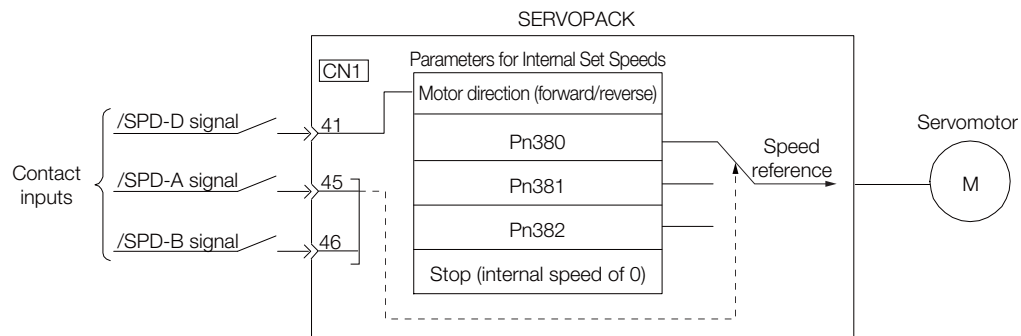 SERVOPACK
CN1
Parameters for Internal Set Speeds
Motor direction (forward/reverse)
/SPD-D signal
41
Pn380
Servomotor
Speed
reference
Contact
inputs
/SPD-A signal
45
Pn381
M
/SPD-B signal
46
Pn382
Stop (internal speed of 0)